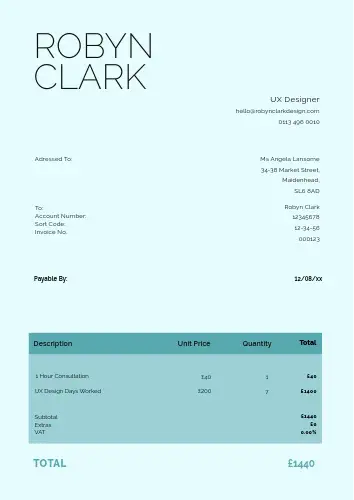 ROBYN
CLARK
UX Designer
hello@robynclarkdesign.com
0113 496 0010
Adressed To:
Ms Angela Lansome
34-38 Market Street,
Maidenhead,
SL6 8AD
To: Robyn Clark
Account Number: 12345678
Sort Code: 12-34-56
Invoice No. 000123
Payable By: 12/08/xx
Description Unit Price Quantity Total
1 Hour Consultation £40 1 £40
UX Design Days Worked £200 7 £1400
Subtotal £1440
Extras £0
VAT 0.00%
TOTAL £1440